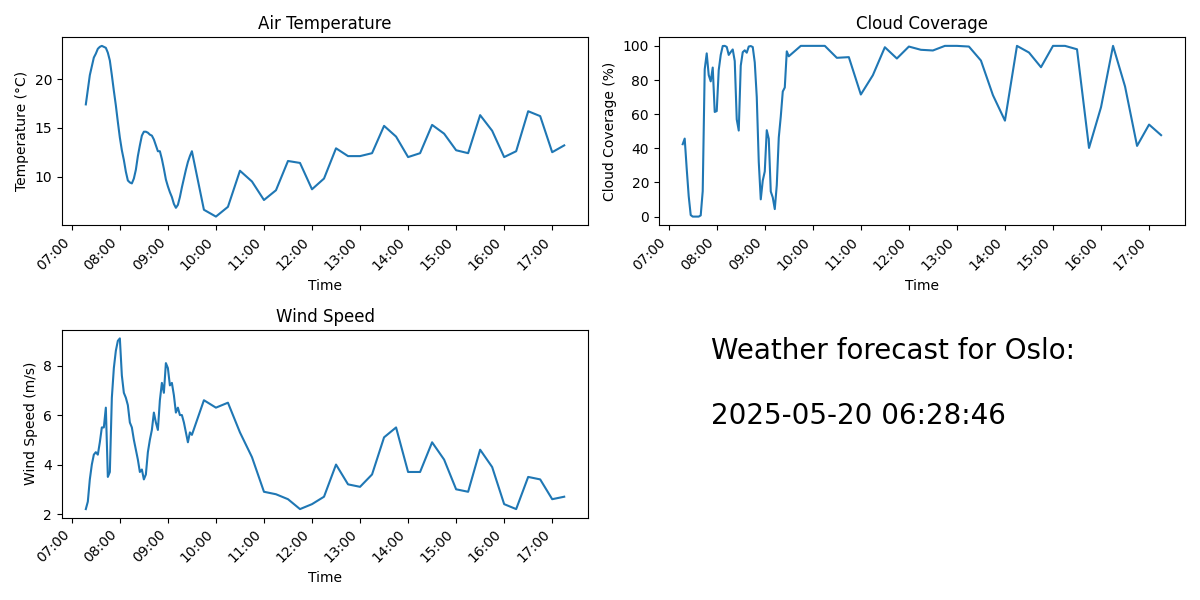 Air Temperature
Temperature (°C)
20
15
10
07:00 08:00 09:00 10:00 11:00 12:00 13:00 14:00 15:00 16:00 17:00
Time
Cloud Coverage
Cloud Coverage (%)
100
80
60
40
20
0
07:00 08:00 09:00 10:00 11:00 12:00 13:00 14:00 15:00 16:00 17:00
Time
Wind Speed
Wind Speed (m/s)
8
6
4
2
07:00 08:00 09:00 10:00 11:00 12:00 13:00 14:00 15:00 16:00 17:00
Time
Weather forecast for Oslo:
2025-05-20 06:28:46